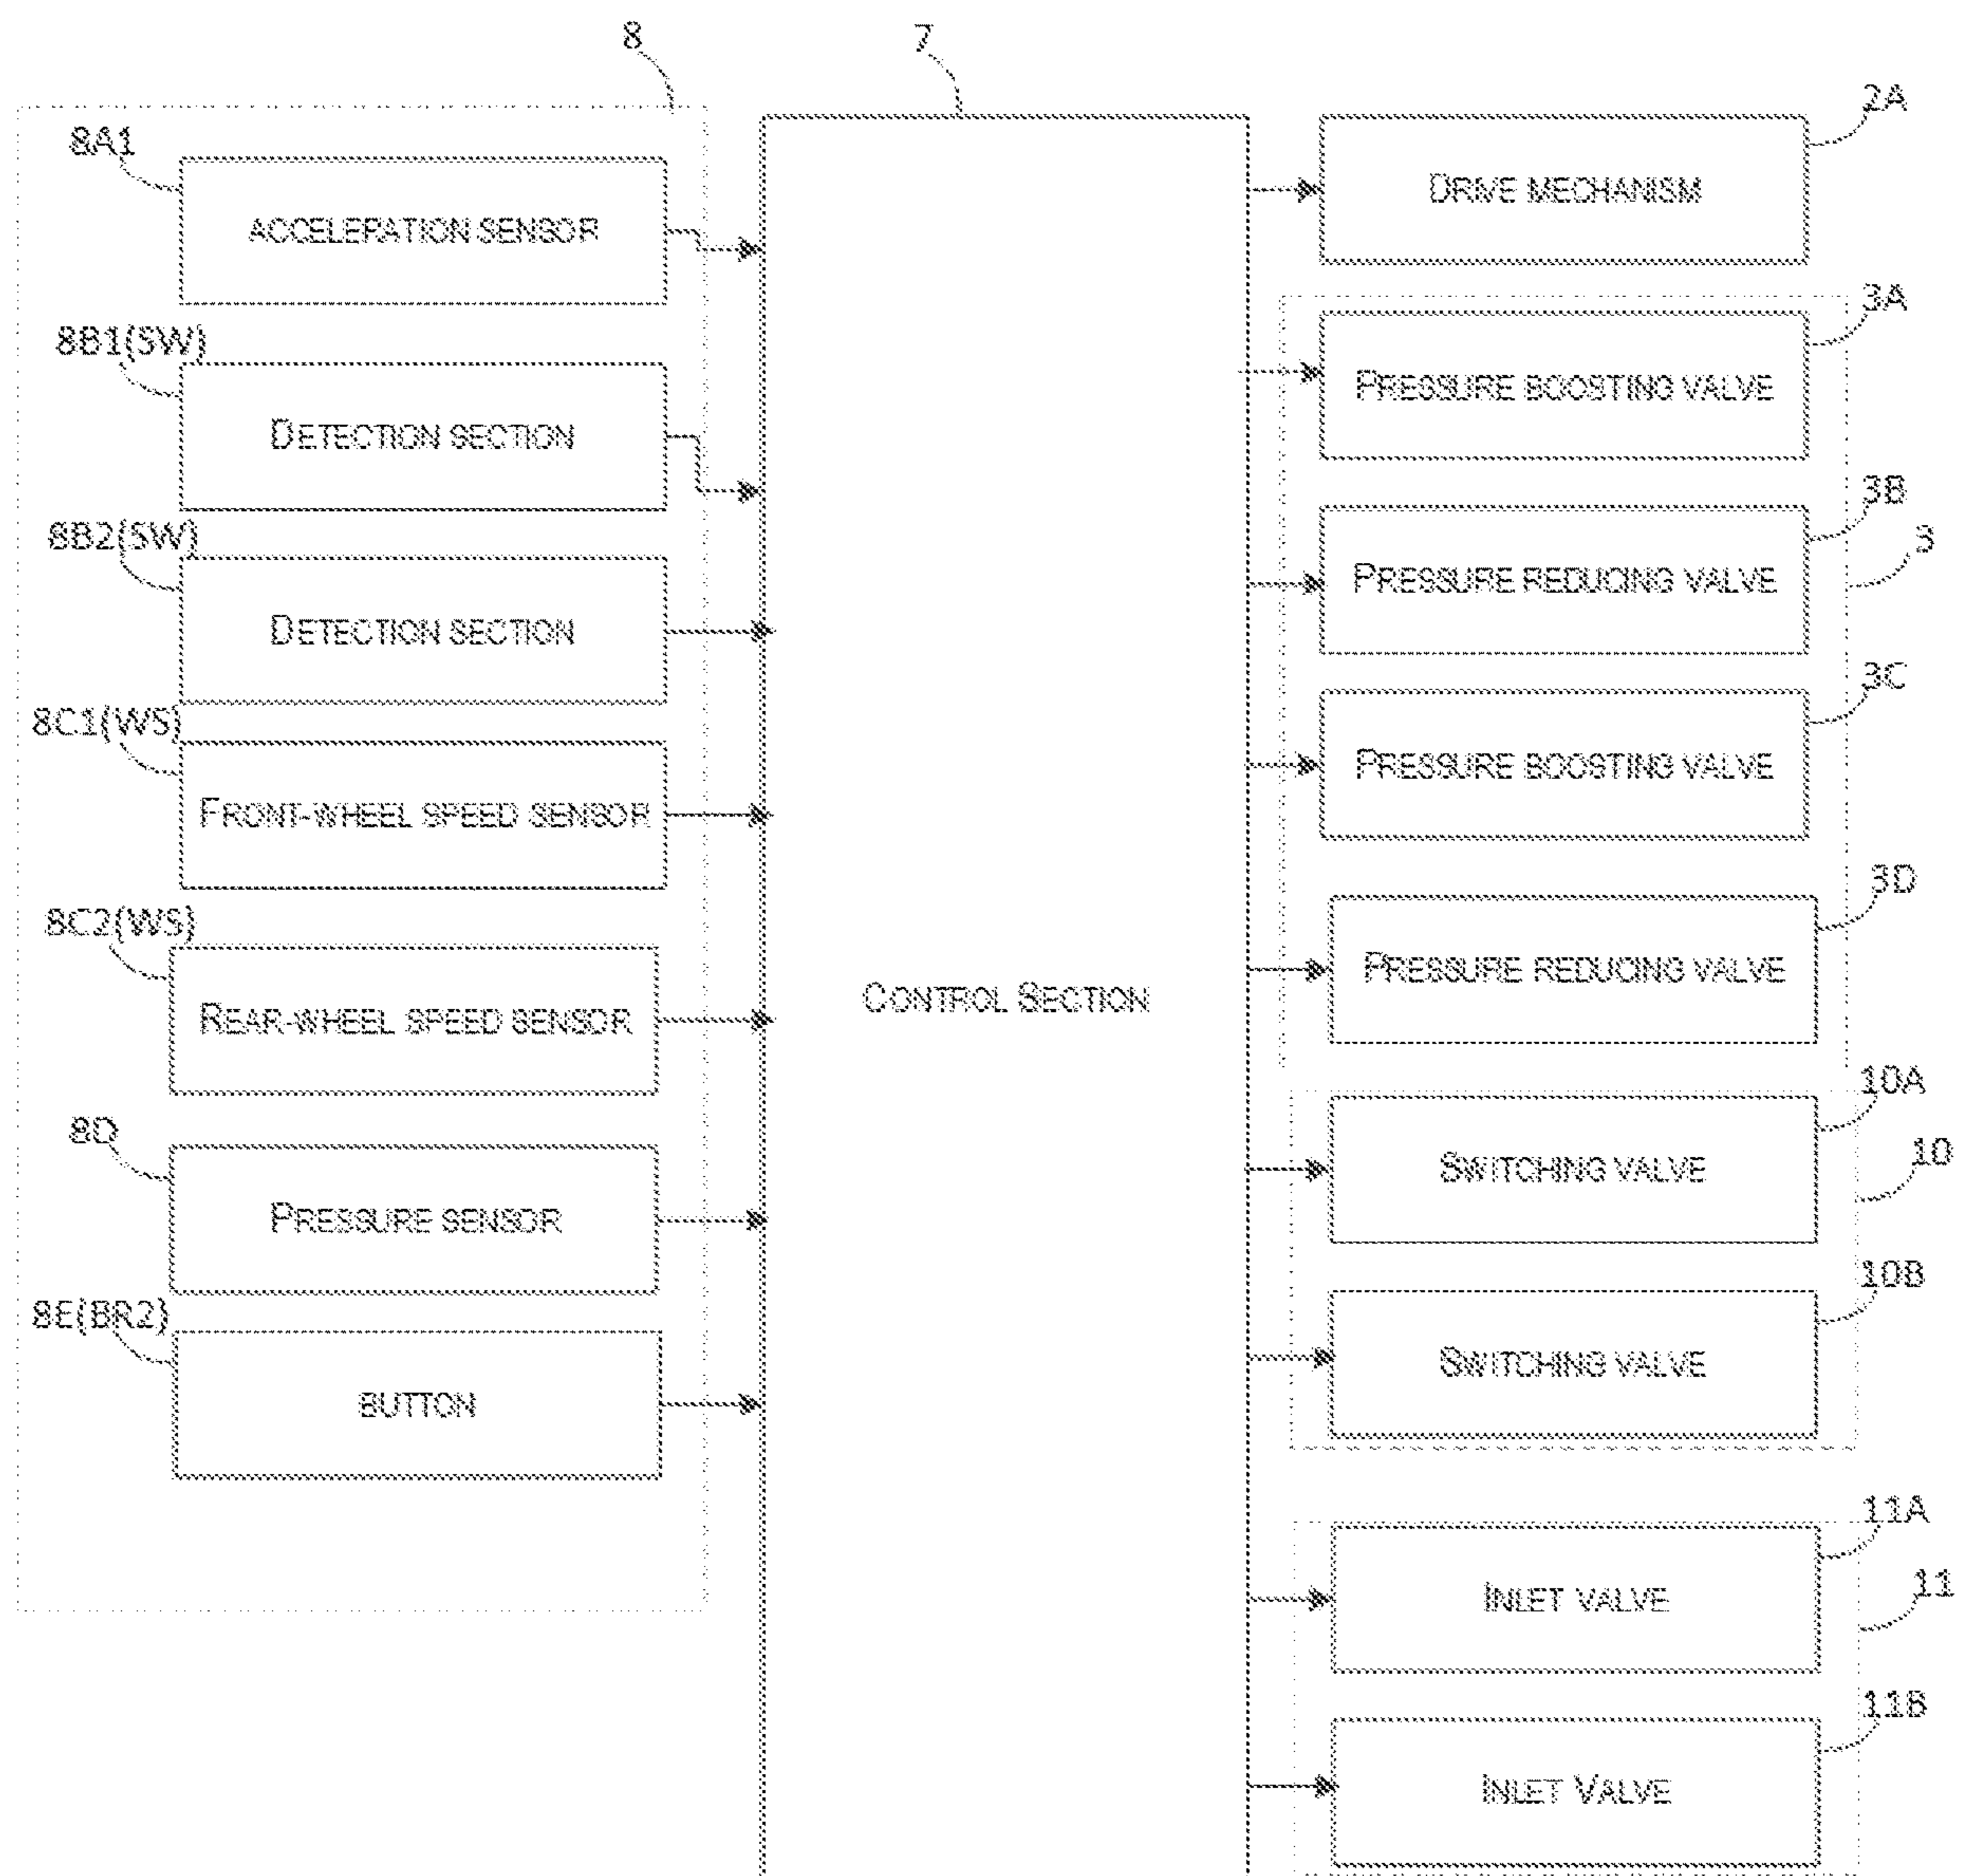 8
7
2A
8A1
DRIVE MECHANISM
ACCELERATION SENSOR
3A
8B1(SW)
PRESSURE BOOSTING VALVE
DETECTION SECTION
3B
8B2(SW)
3
PRESSURE REDUCING VALVE
DETECTION SECTION
3C
8C1(WS)
PRESSURE BOOSTING VALVE
FRONT-WHEEL SPEED SENSOR
3D
8C2(WS)
PRESSURE REDUCING VALVE
CONTROL SECTION
REAR-WHEEL SPEED SENSOR
10A
8D
10
SWITCHING VALVE
PRESSURE SENSOR
10B
8E(BR2)
SWITCHING VALVE
BUTTON
11A
11
INLET VALVE
11B
INLET VALVE